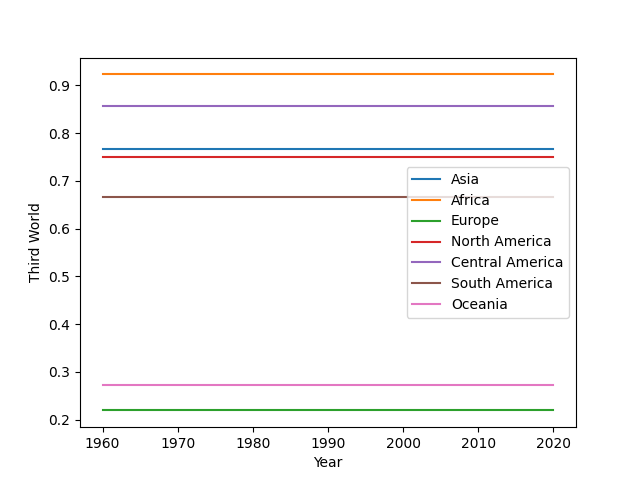 0.9
0.8
0.7
0.6
0.5
0.4
0.3
0.2
Third World
Asia
Africa
Europe
North America
Central America
South America
Oceania
1960 1970 1980 1990 2000 2010 2020
Year